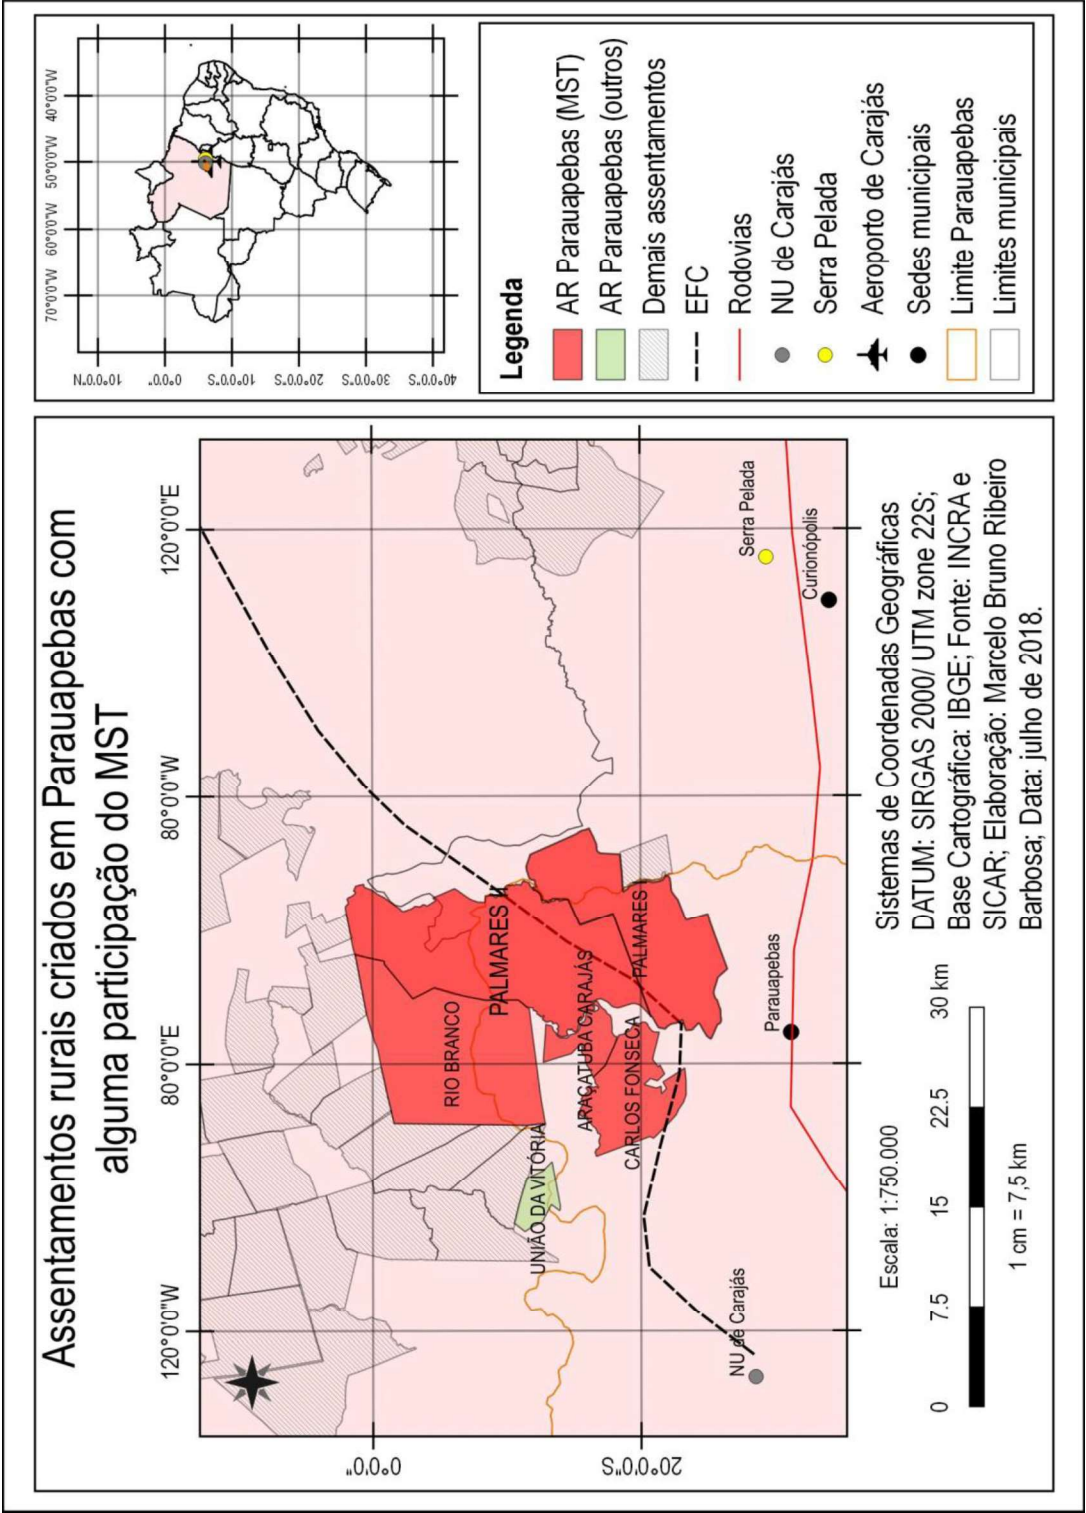 Assentamentos rurais criados em Parauapebas com
alguma participação do MST
120°0'0"W
80°0'0"E
80°0'0"W
120°0'0"E
0°0'0"
20°0'0"S
RIO BRANCO
PALMARES II
UNIÃO DA VITÓRIA
ARAÇATUBA CARAJÁS
CARLOS FONSECA
PALMARES
NU de Carajás
Parauapebas
Serra Pelada
Curionópolis
Escala: 1:750.000
0
7.5
15
22.5
30 km
1 cm = 7,5 km
Sistemas de Coordenadas Geográficas
DATUM: SIRGAS 2000/ UTM zone 22S;
Base Cartográfica: IBGE; Fonte: INCRA e
SICAR; Elaboração: Marcelo Bruno Ribeiro
Barbosa; Data: julho de 2018.
70°0'0"W
60°0'0"W
50°0'0"W
40°0'0"W
10°0'0"N
0°0'0"
10°0'0"S
20°0'0"S
30°0'0"S
40°0'0"S
Legenda
AR Parauapebas (MST)
AR Parauapebas (outros)
Demais assentamentos
EFC
Rodovias
NU de Carajás
Serra Pelada
Aeroporto de Carajás
Sedes municipais
Limite Parauapebas
Limites municipais